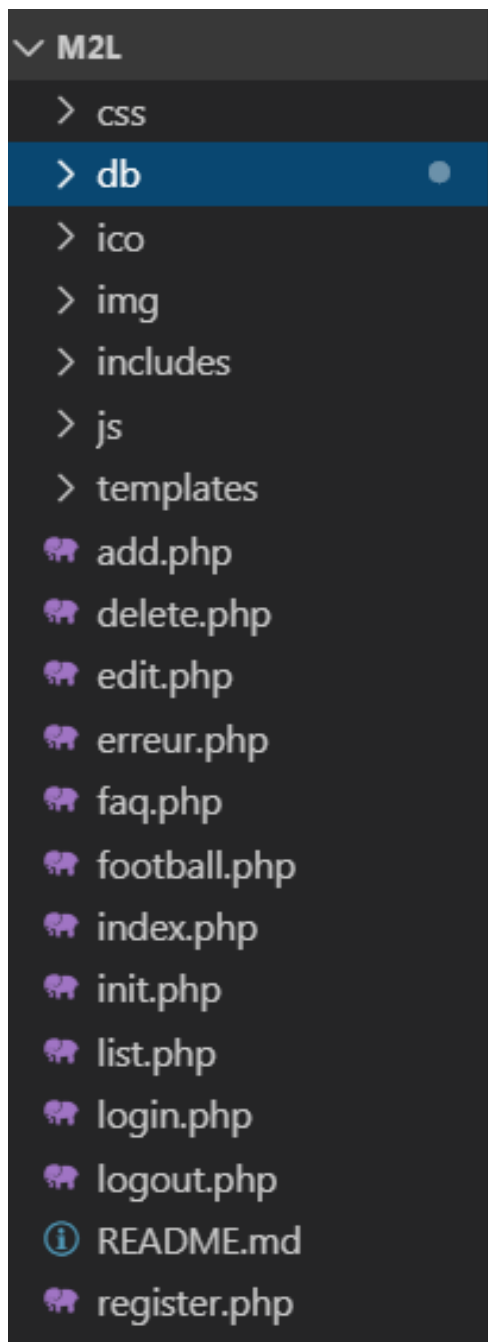 M2L
css
db
ico
img
includes
js
templates
add.php
delete.php
edit.php
erreur.php
faq.php
football.php
index.php
init.php
list.php
login.php
logout.php
README.md
register.php